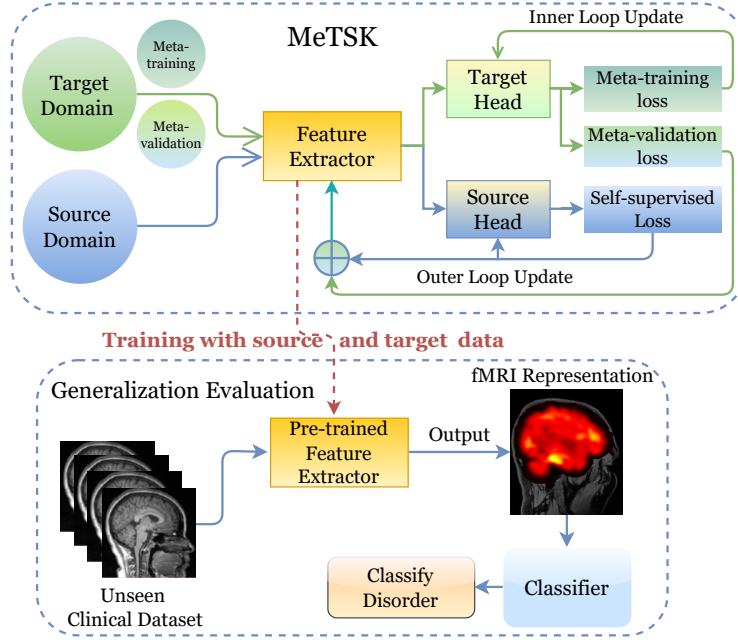 MeTSK
Inner Loop Update
Target
Domain
Meta-
training
Meta-
validation
Source
Domain
Feature
Extractor
Target
Head
Meta-training
loss
Meta-validation
loss
Source
Head
Self-supervised
Loss
Outer Loop Update
Training with source and target data
Generalization Evaluation
fMRI Representation
Pre-trained
Feature
Extractor
Output
Unseen
Clinical Dataset
Classify
Disorder
Classifier